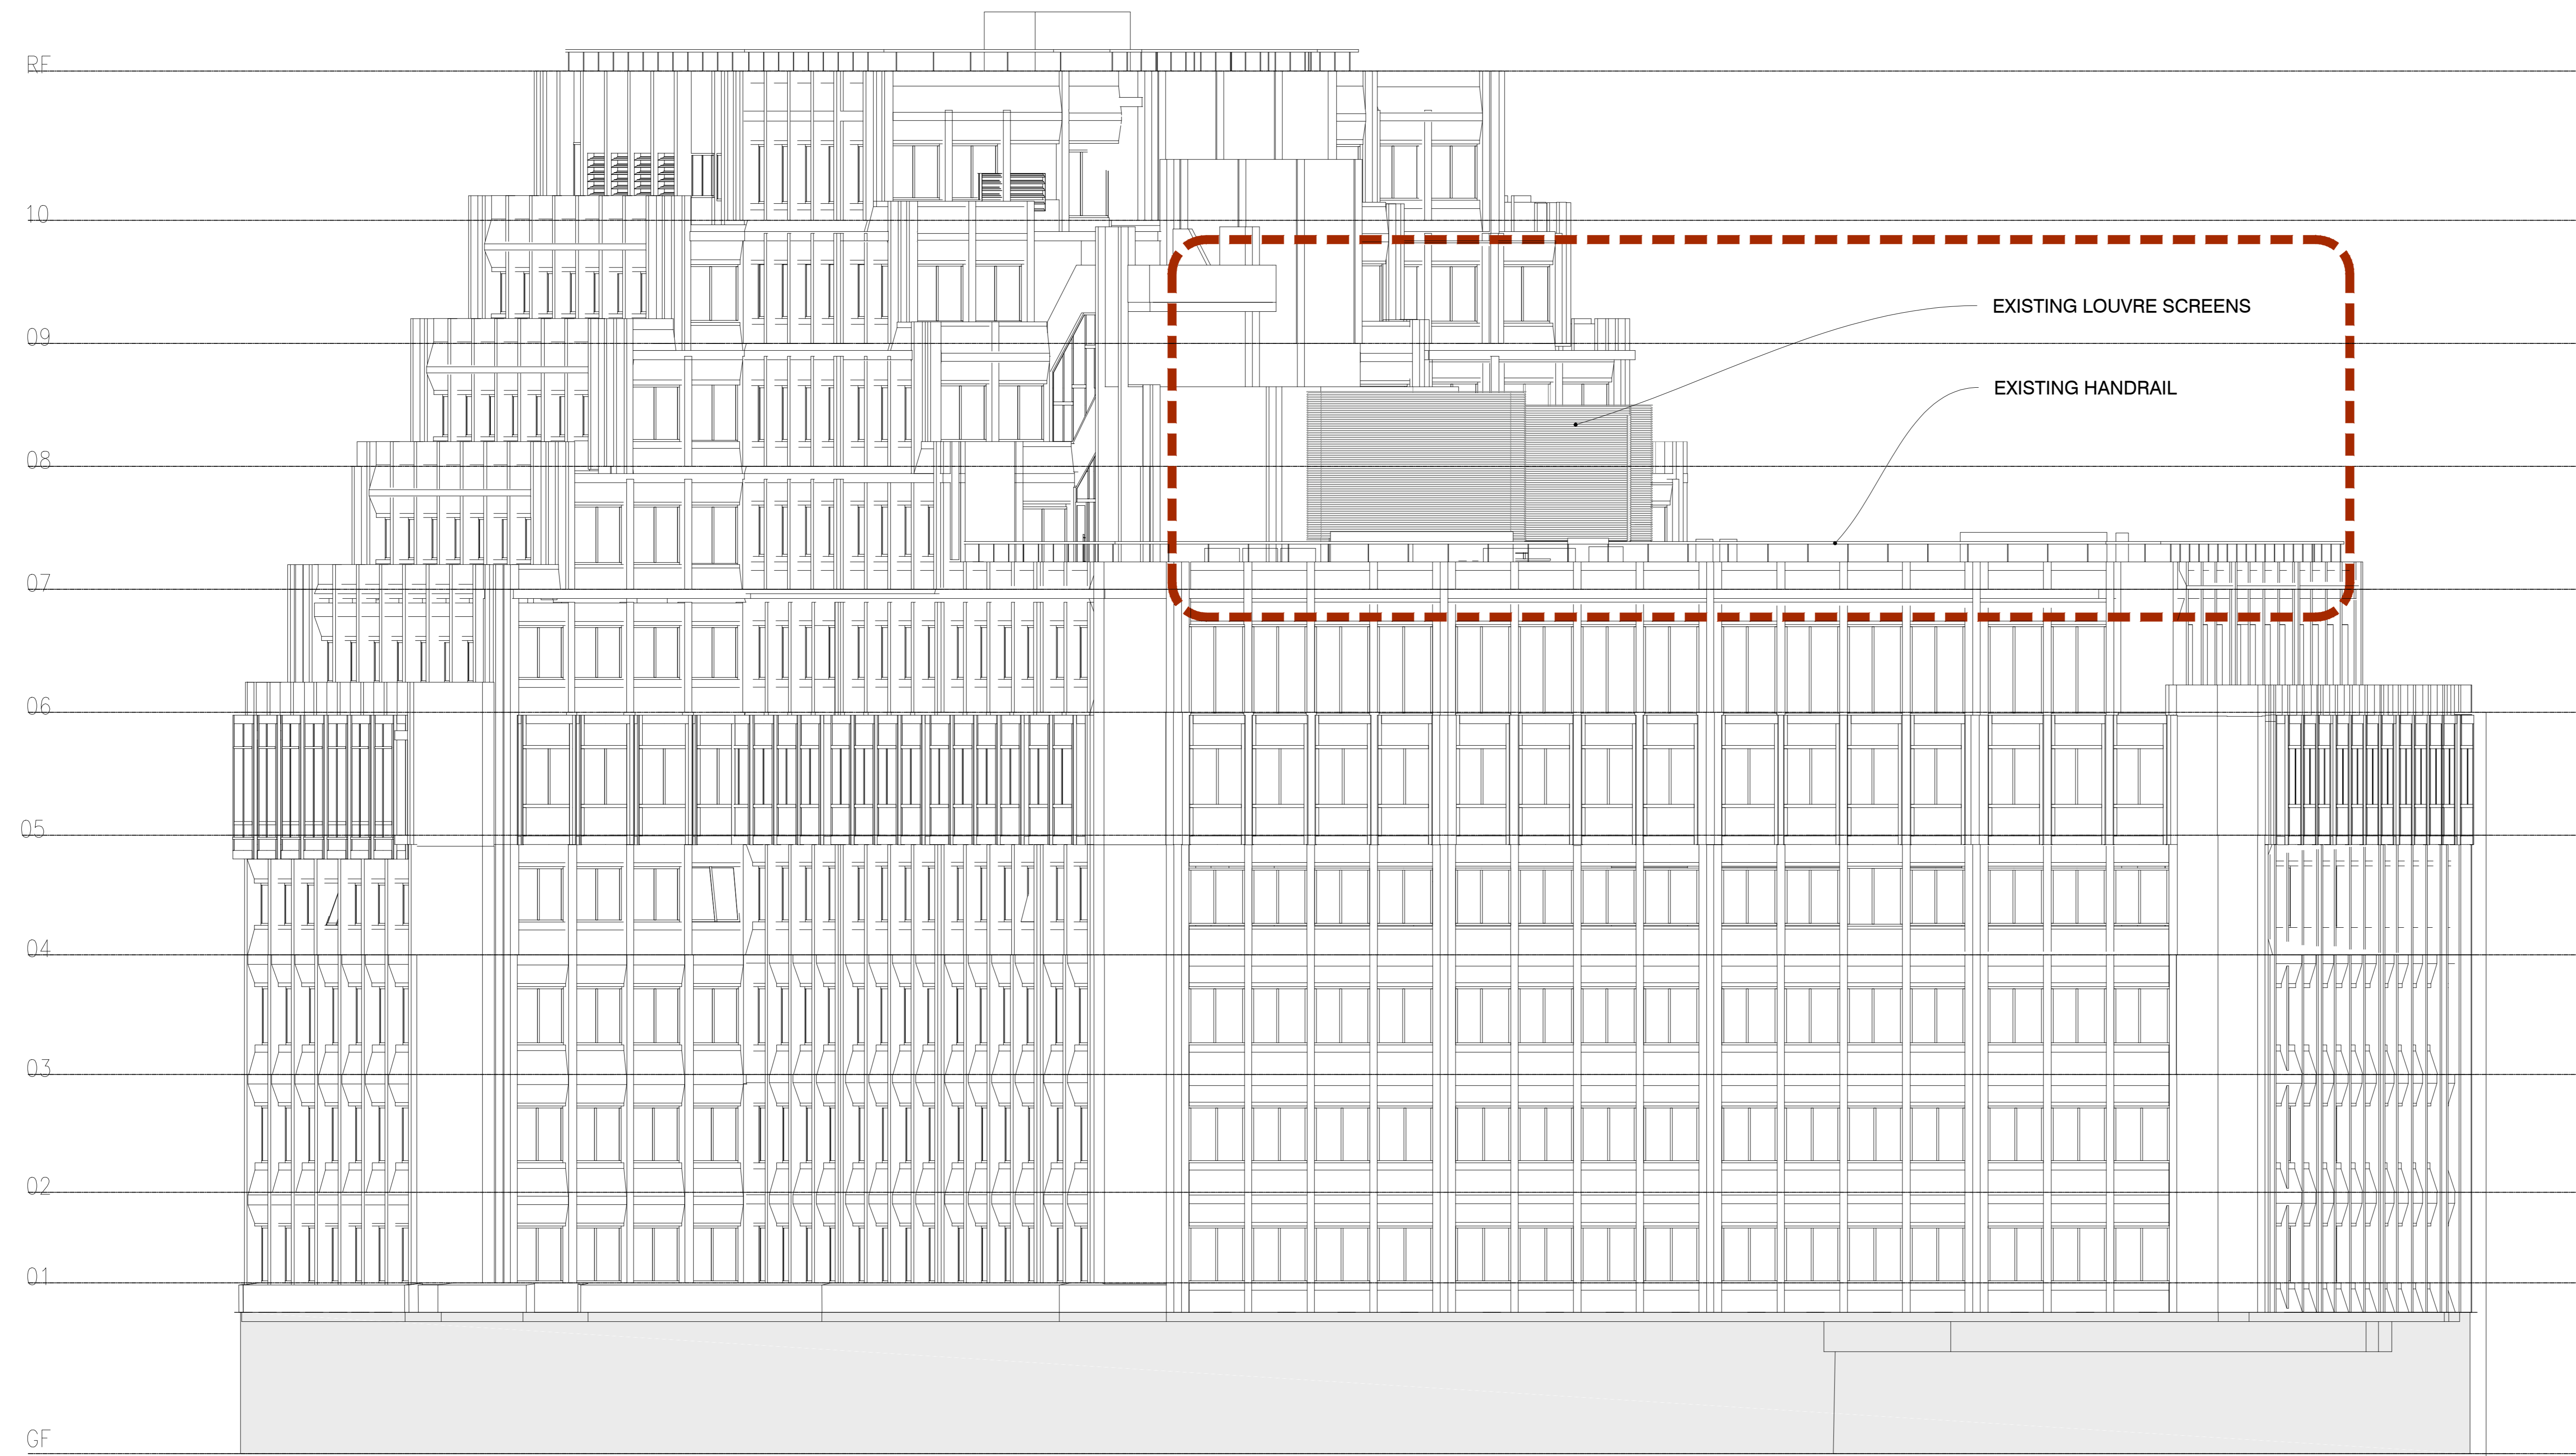 RF
10
09
EXISTING LOUVRE SCREENS
EXISTING HANDRAIL
08
07
06
05
04
03
02
01
GF